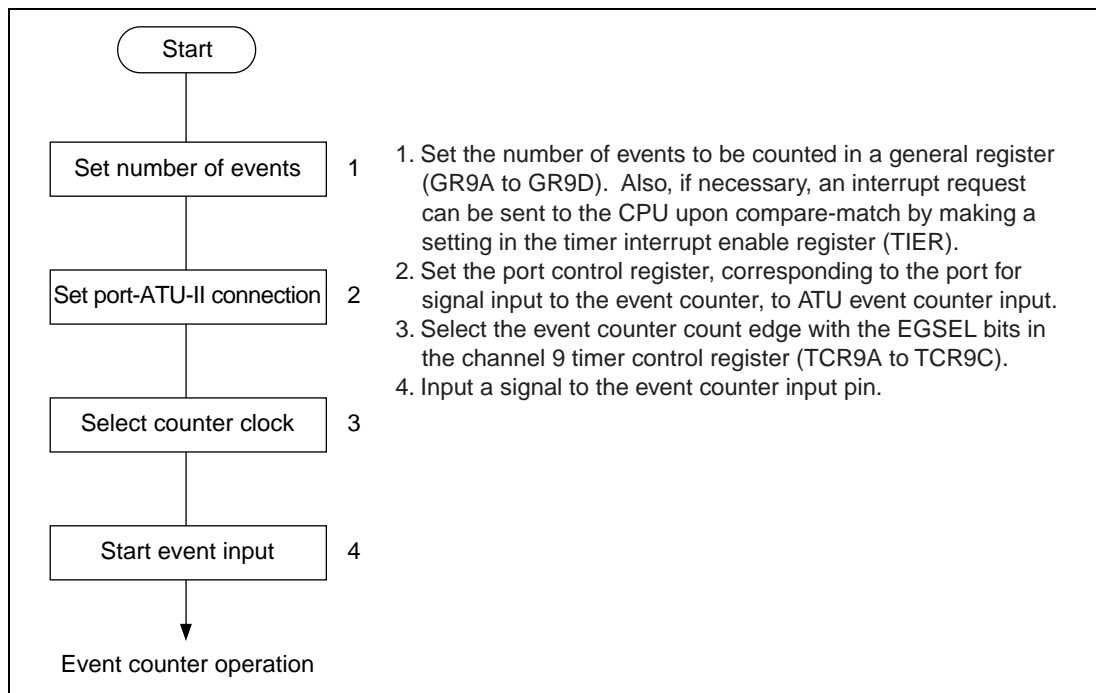 Start
Set number of events 1
Set port-ATU-II connection 2
Select counter clock 3
Start event input 4
Event counter operation
1. Set the number of events to be counted in a general register
(GR9A to GR9D).  Also, if necessary, an interrupt request
can be sent to the CPU upon compare-match by making a
setting in the timer interrupt enable register (TIER).
2. Set the port control register, corresponding to the port for
signal input to the event counter, to ATU event counter input.
3. Select the event counter count edge with the EGSEL bits in
the channel 9 timer control register (TCR9A to TCR9C).
4. Input a signal to the event counter input pin.